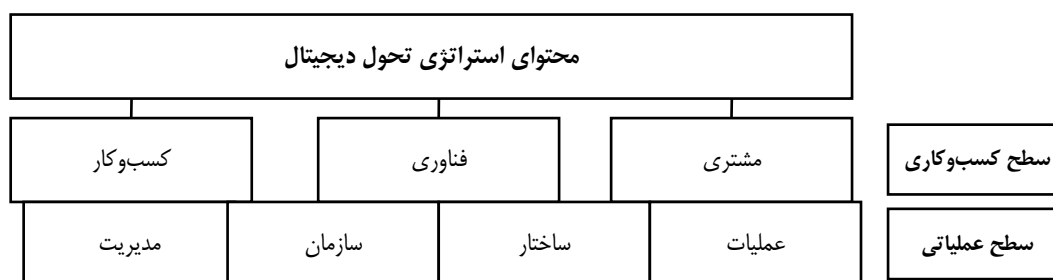 محتوای استراتژی تحول دیجیتال
سطح کسب‌وکاری
مشتری
فناوری
کسب‌وکار
سطح عملیاتی
عملیات
ساختار
سازمان
مدیریت